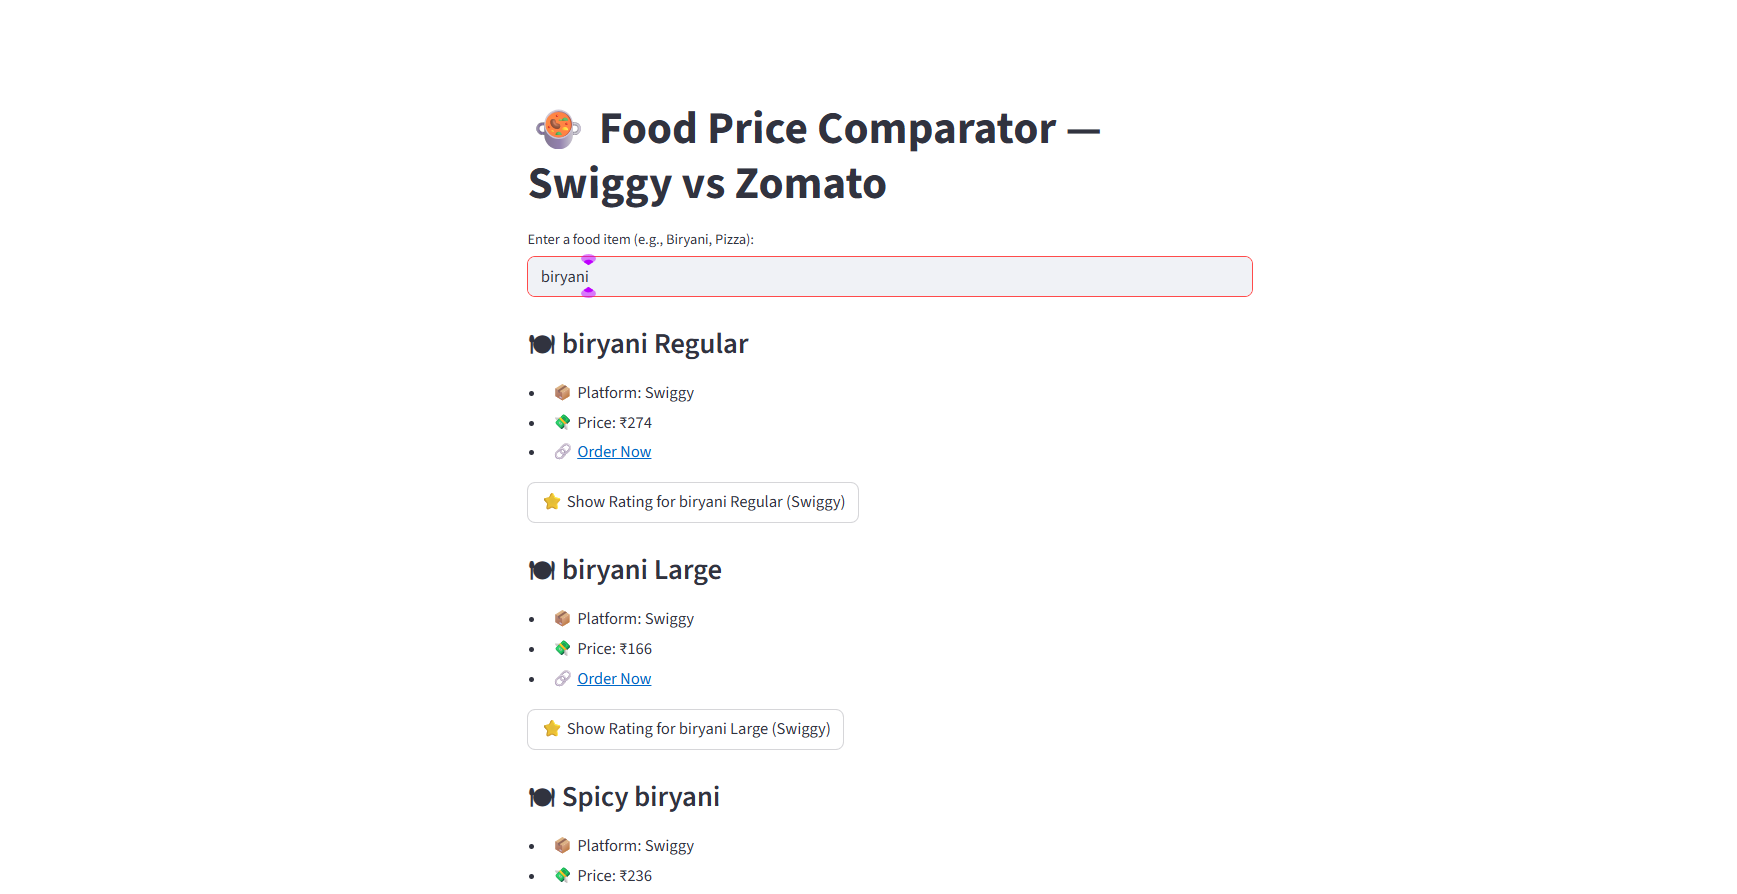 Food Price Comparator —
Swiggy vs Zomato
Enter a food item (e.g., Biryani, Pizza):
biryani
biryani Regular
Platform: Swiggy
Price: ₹274
Order Now
Show Rating for biryani Regular (Swiggy)
biryani Large
Platform: Swiggy
Price: ₹166
Order Now
Show Rating for biryani Large (Swiggy)
Spicy biryani
Platform: Swiggy
Price: ₹236